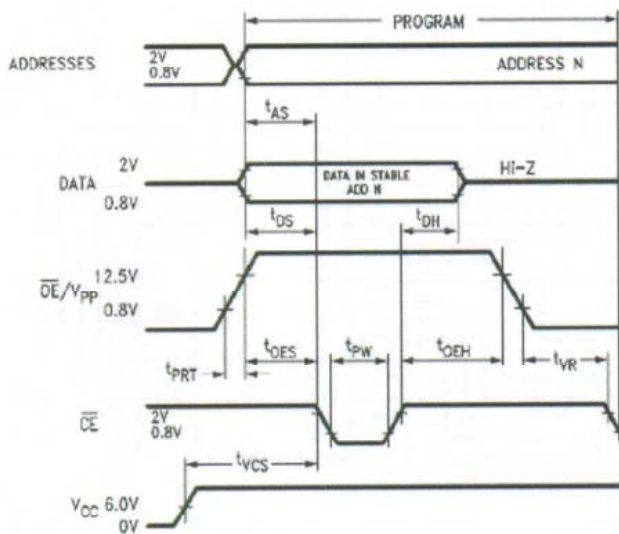 PROGRAM
ADDRESSES
2V
0.8V
ADDRESS N
tAS
DATA
2V
0.8V
DATA IN STABLE
ADD N
Hi-Z
tDS
tDH
OE/VPP
12.5V
0.8V
tPRT
tOES
tPW
tOEH
tVR
CE
2V
0.8V
tVCS
VCC 6.0V
0V